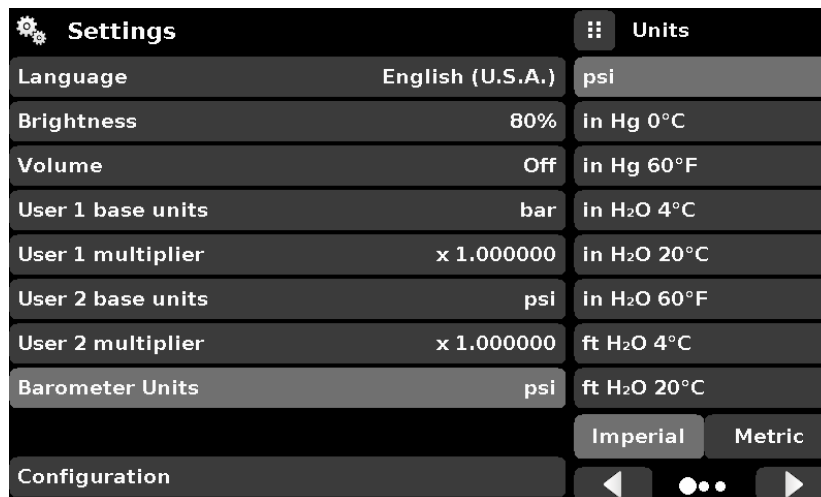 Settings
Language English (U.S.A.)
Brightness 80%
Volume Off
User 1 base units bar
User 1 multiplier x 1.000000
User 2 base units psi
User 2 multiplier x 1.000000
Barometer Units psi
Configuration
Units
psi
in Hg 0°C
in Hg 60°F
in H₂O 4°C
in H₂O 20°C
in H₂O 60°F
ft H₂O 4°C
ft H₂O 20°C
Imperial Metric